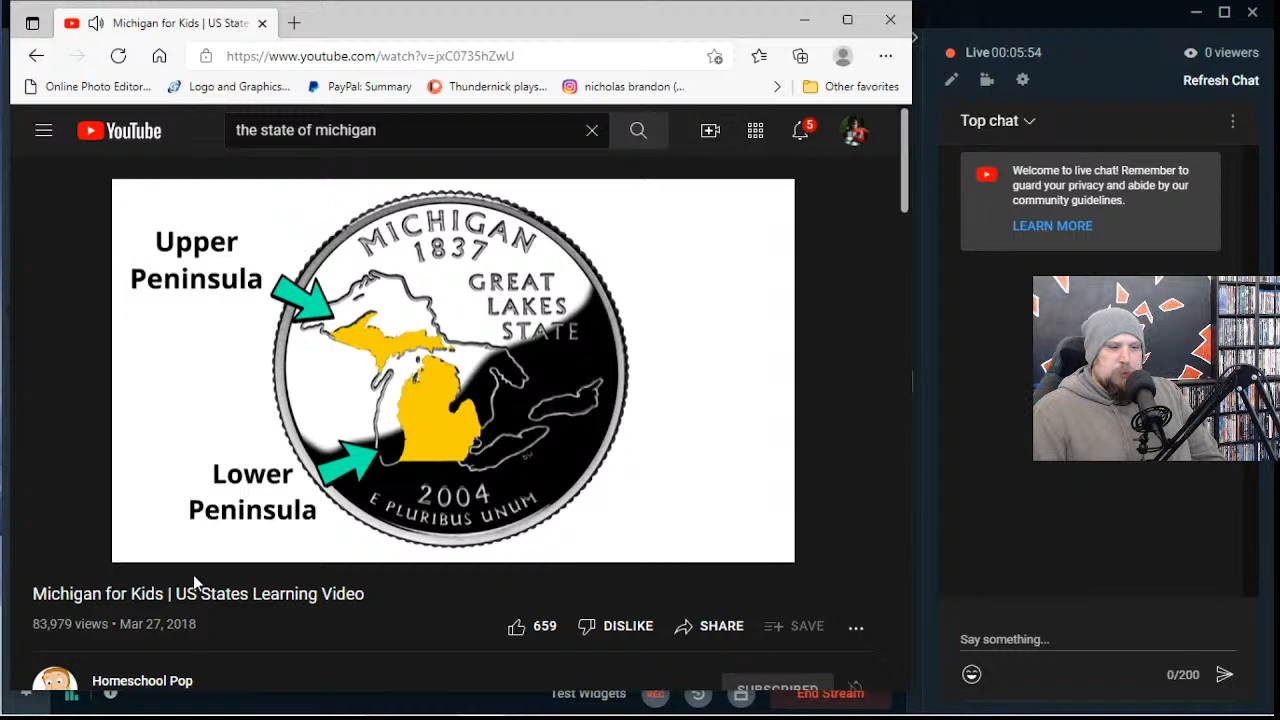 Michigan for Kids | US State
https://www.youtube.com/watch?v=jxC0735hZwU
Online Photo Editor...
Logo and Graphics...
PayPal: Summary
Thundernick plays...
nicholas brandon (...
Other favorites
YouTube
the state of michigan
5
Upper
Peninsula
MICHIGAN
1837
GREAT
LAKES
STATE
Lower
Peninsula
2004
E PLURIBUS UNUM
Michigan for Kids | US States Learning Video
83,979 views • Mar 27, 2018
659
DISLIKE
SHARE
SAVE
Homeschool Pop
SUBSCRIBED
Test Widgets
REC
End Stream
Live 00:05:54
0 viewers
Refresh Chat
Top chat
Welcome to live chat! Remember to
guard your privacy and abide by our
community guidelines.
LEARN MORE
Say something...
0/200